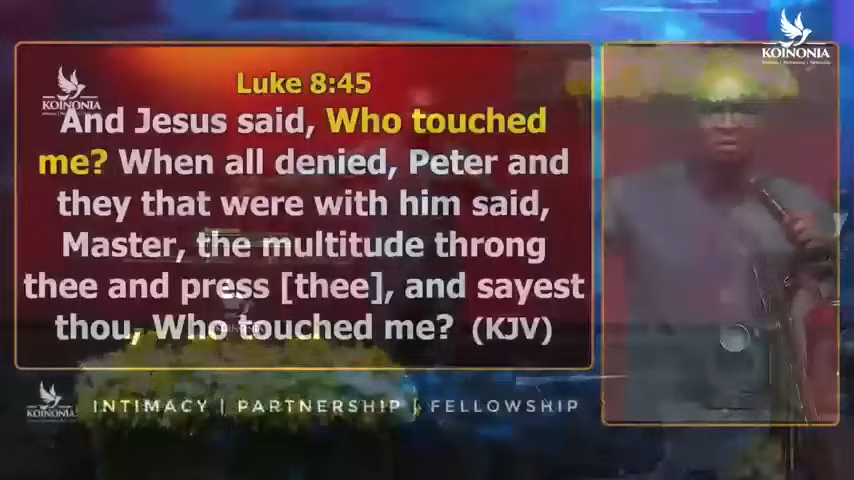 KOINONIA
Luke 8:45
KOINONIA
And Jesus said, Who touched
me? When all denied, Peter and
they that were with him said,
Master, the multitude throng
thee and press [thee], and sayest
thou, Who touched me? (KJV)
KOINONIA
INTIMACY | PARTNERSHIP | FELLOWSHIP